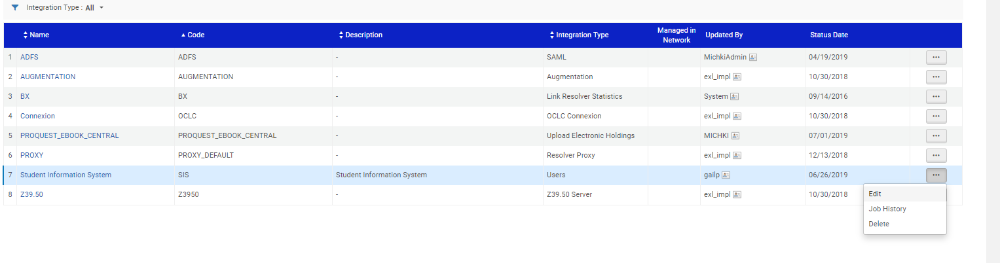 Integration Type : All
Name Code Description Integration Type Managed in Network Updated By Status Date
1 ADFS ADFS - SAML MichkiAdmin 04/19/2019
2 AUGMENTATION AUGMENTATION - Augmentation exl_impl 10/30/2018
3 BX BX - Link Resolver Statistics System 09/14/2016
4 Connexion OCLC - OCLC Connexion exl_impl 10/30/2018
5 PROQUEST_EBOOK_CENTRAL PROQUEST_EBOOK_CENTRAL - Upload Electronic Holdings MICHKI 07/01/2019
6 PROXY PROXY_DEFAULT - Resolver Proxy exl_impl 12/13/2018
7 Student Information System SIS Student Information System Users gailp 06/26/2019
8 Z39.50 Z3950 - Z39.50 Server exl_impl 10/30/2018
Edit
Job History
Delete